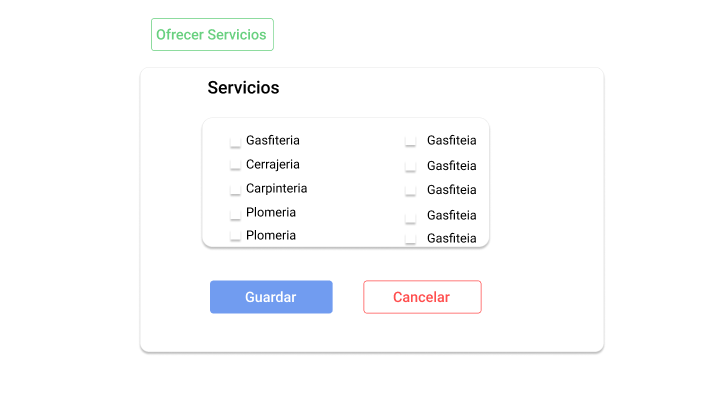 Ofrecer Servicios
Servicios
Gasfiteria Gasfiteia
Cerrajeria Gasfiteia
Carpinteria Gasfiteia
Plomeria Gasfiteia
Plomeria Gasfiteia
Guardar Cancelar